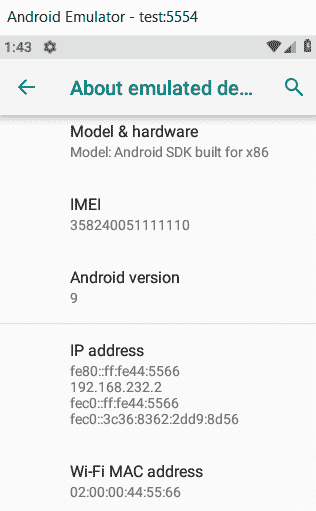 Android Emulator - test:5554
1:43
About emulated de...
Model & hardware
Model: Android SDK built for x86
IMEI
358240051111110
Android version
9
IP address
fe80::ff:fe44:5566
192.168.232.2
fec0::ff:fe44:5566
fec0::3c36:8362:2dd9:8d56
Wi-Fi MAC address
02:00:00:44:55:66